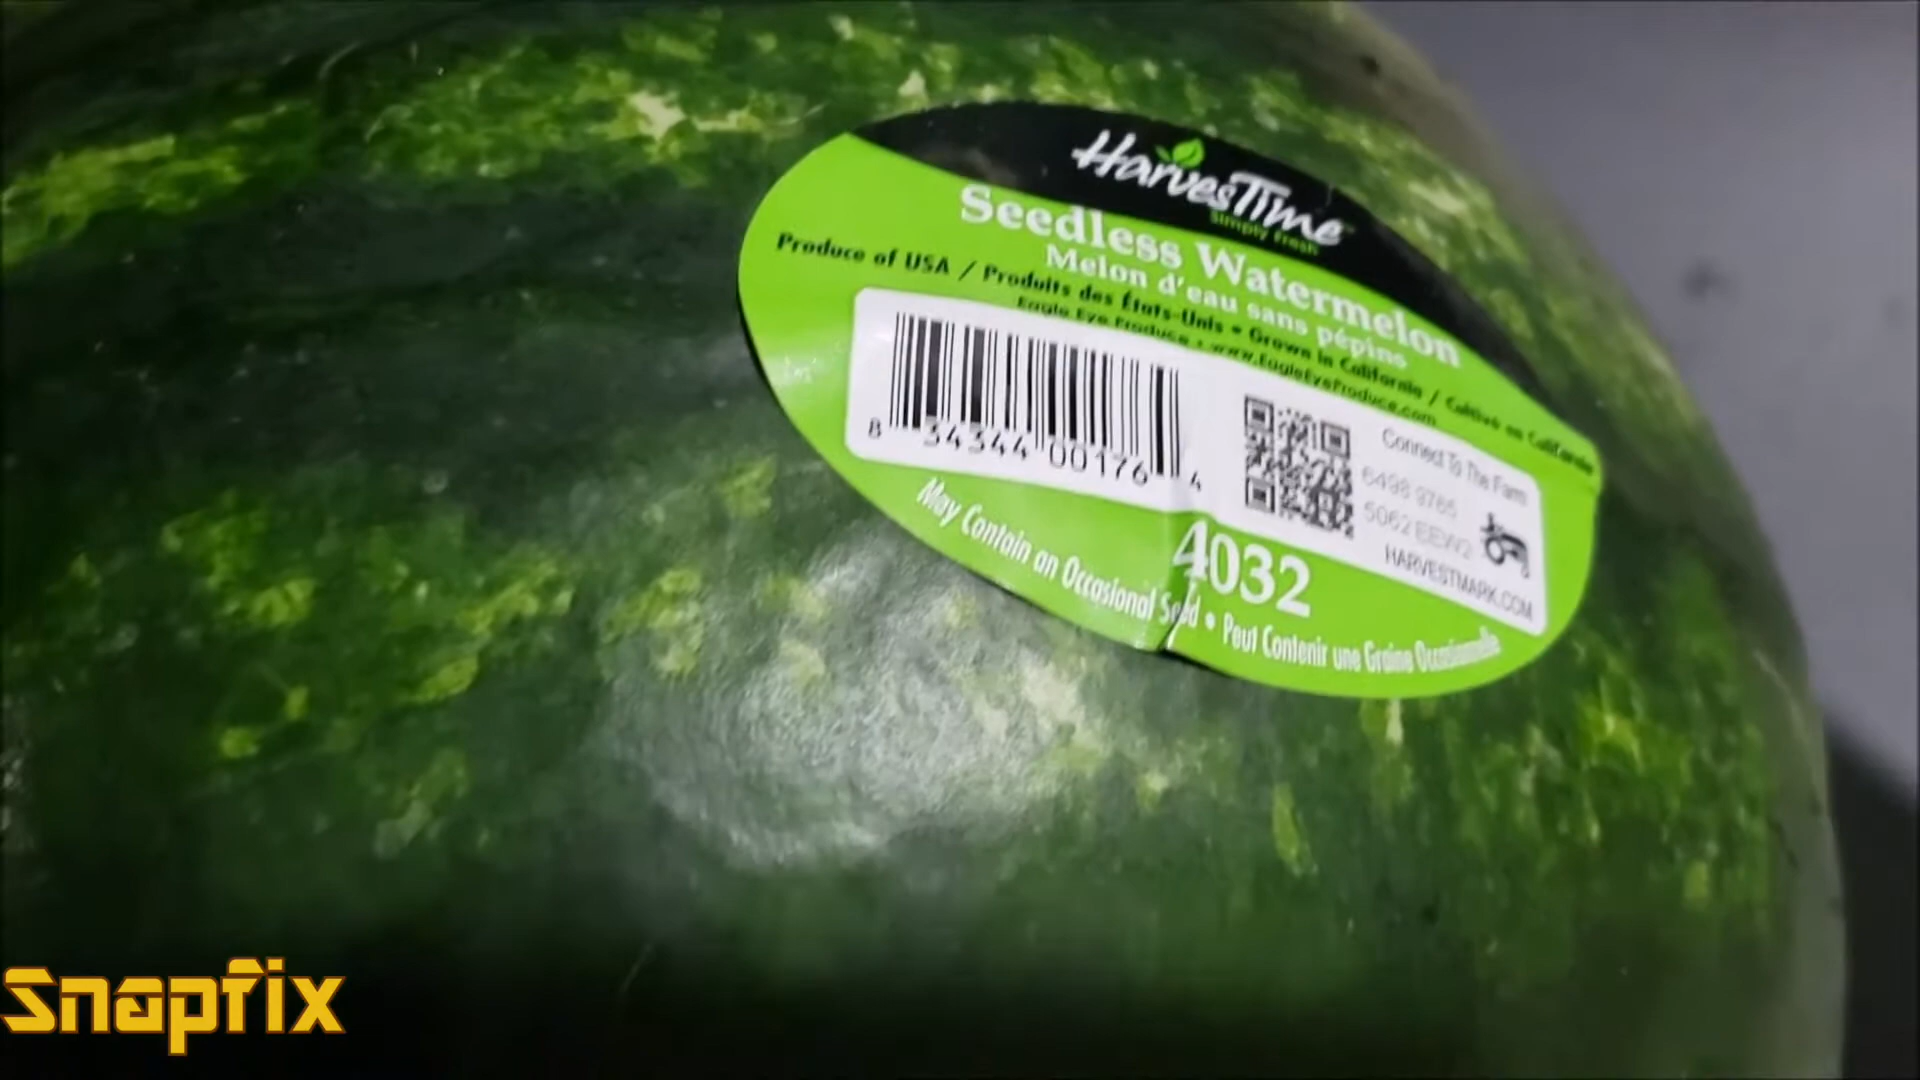 HarvesTime
Simply Fresh
Seedless Watermelon
Melon d'eau sans pépins
Produce of USA / Produits des États-Unis • Grown in California / Cultivé en Californie
Eagle Eye Produce • www.EagleEyeProduce.com
8 34344 00176 4
Connect To The Farm
6498 9765
5062 EEW2
HARVESTMARK.COM
4032
May Contain an Occasional Seed • Peut Contenir une Graine Occasionnelle
Snapfix